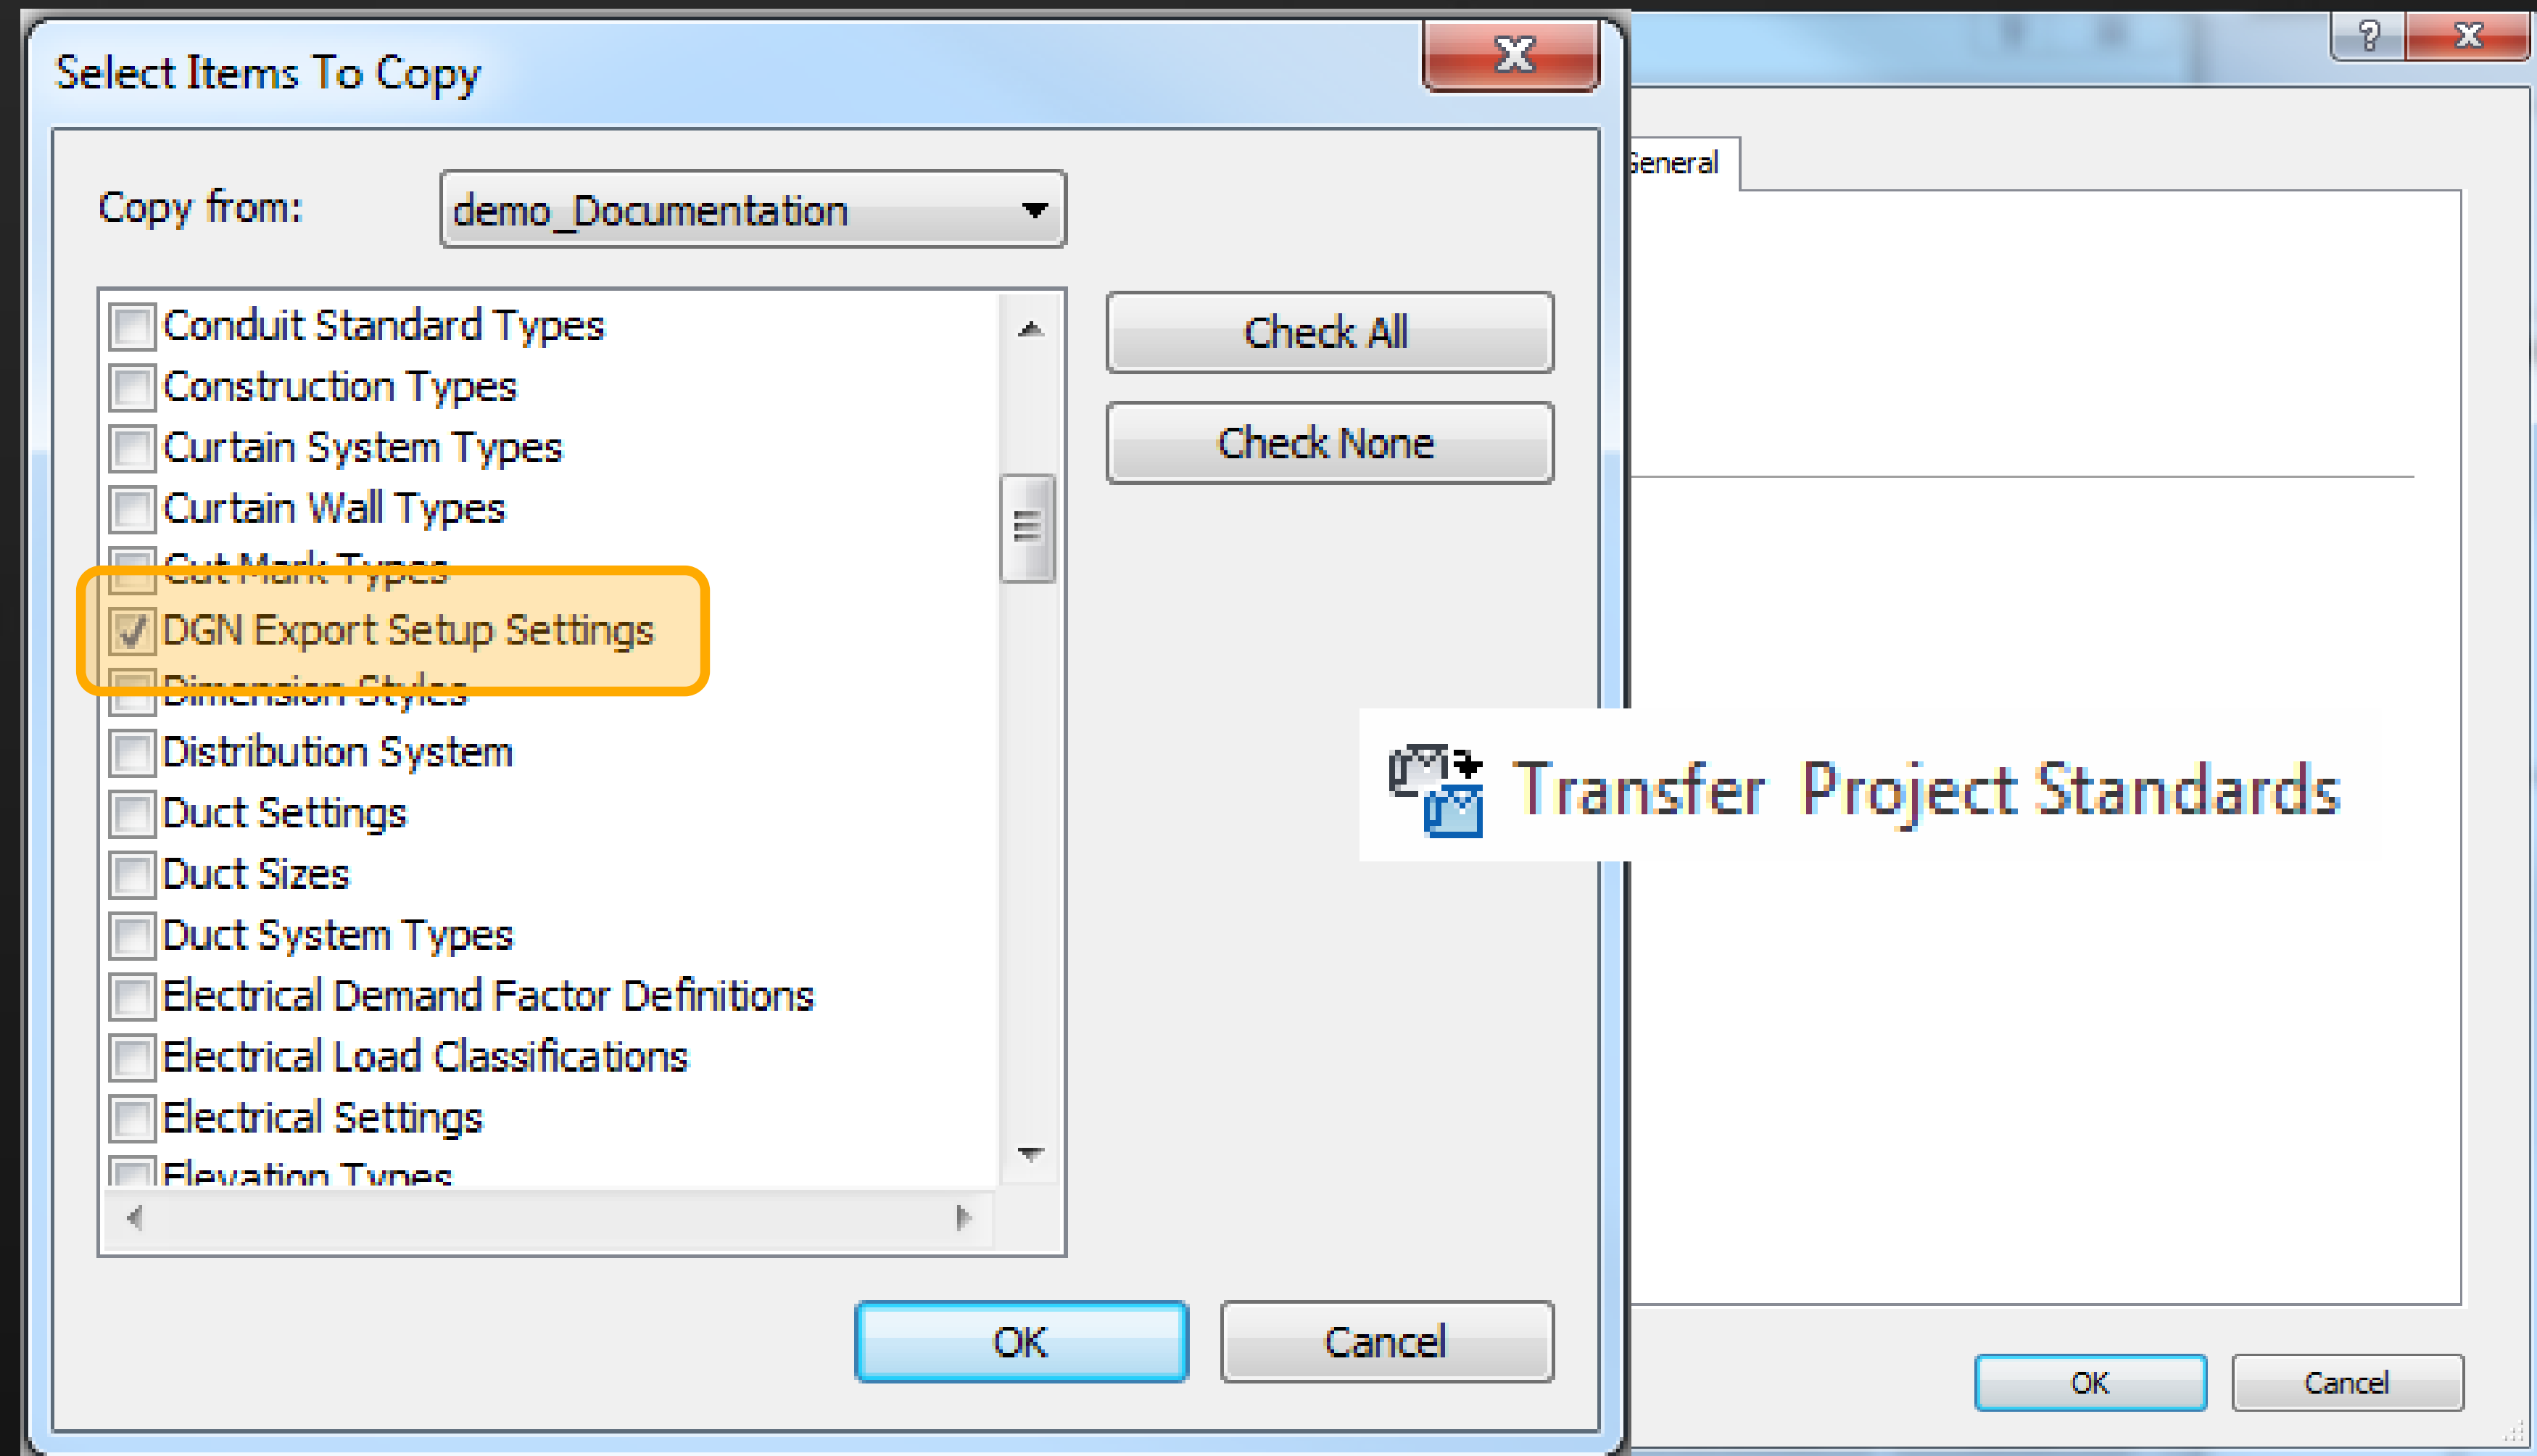 Select Items To Copy
Copy from:
demo_Documentation
Conduit Standard Types
Construction Types
Curtain System Types
Curtain Wall Types
Cut Mark Types
DGN Export Setup Settings
Dimension Styles
Distribution System
Duct Settings
Duct Sizes
Duct System Types
Electrical Demand Factor Definitions
Electrical Load Classifications
Electrical Settings
Elevation Types
Check All
Check None
OK
Cancel
General
Transfer Project Standards
OK
Cancel